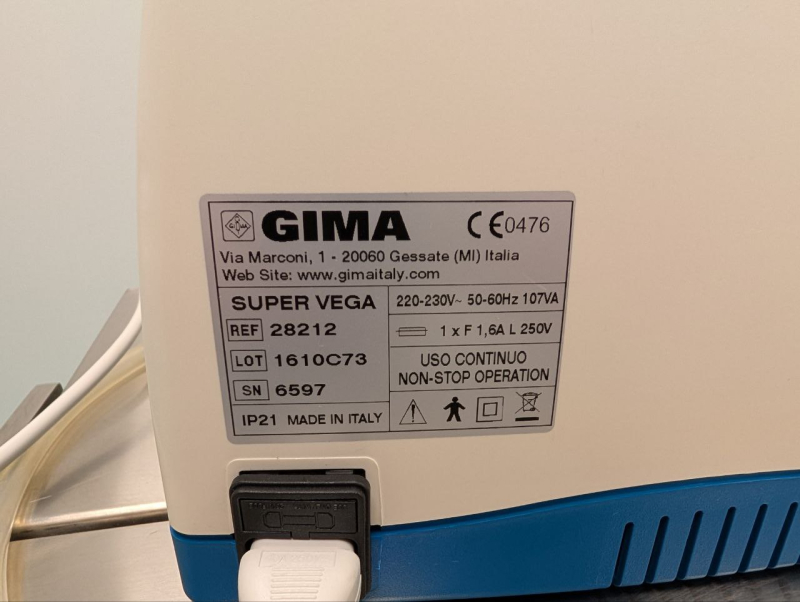 GIMA
CE0476
Via Marconi, 1 - 20060 Gessate (MI) Italia
Web Site: www.gimaitaly.com
SUPER VEGA
REF 28212
LOT 1610C73
SN 6597
IP21 MADE IN ITALY
220-230V~ 50-60Hz 107VA
1 x F 1,6A L 250V
USO CONTINUO
NON-STOP OPERATION